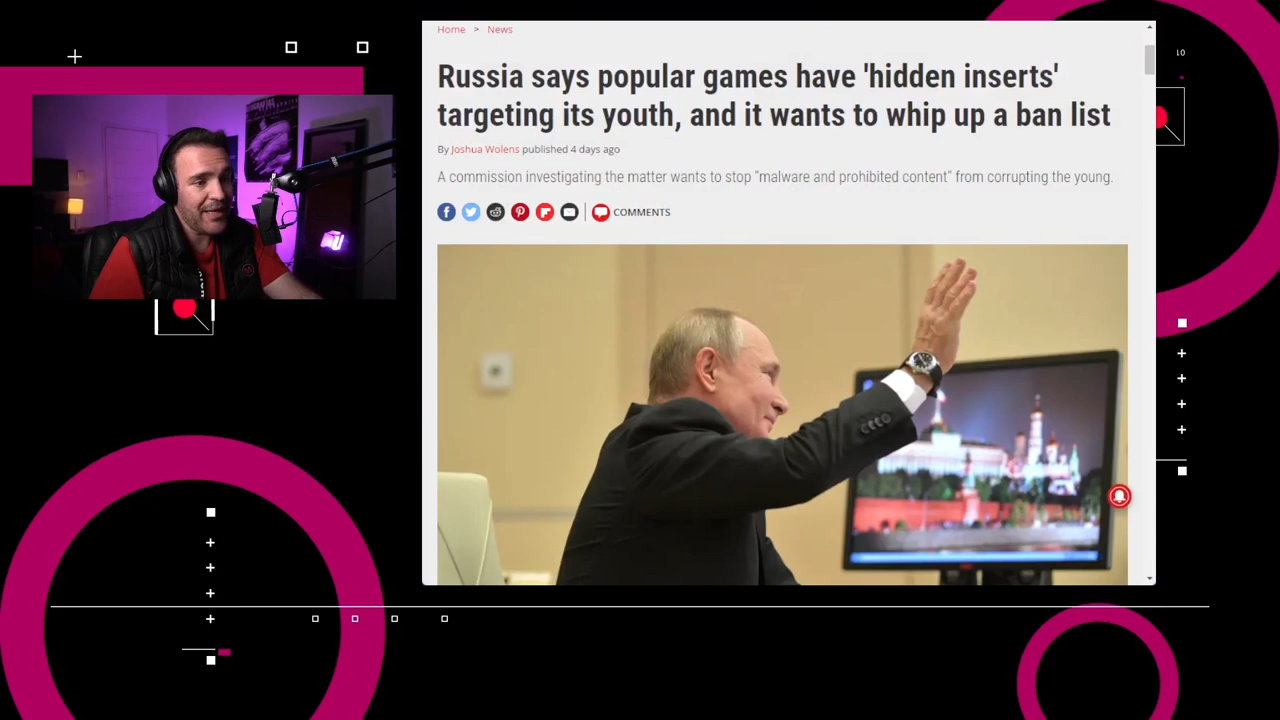 Home > News
Russia says popular games have 'hidden inserts'
targeting its youth, and it wants to whip up a ban list
By Joshua Wolens published 4 days ago
A commission investigating the matter wants to stop "malware and prohibited content" from corrupting the young.
COMMENTS
10